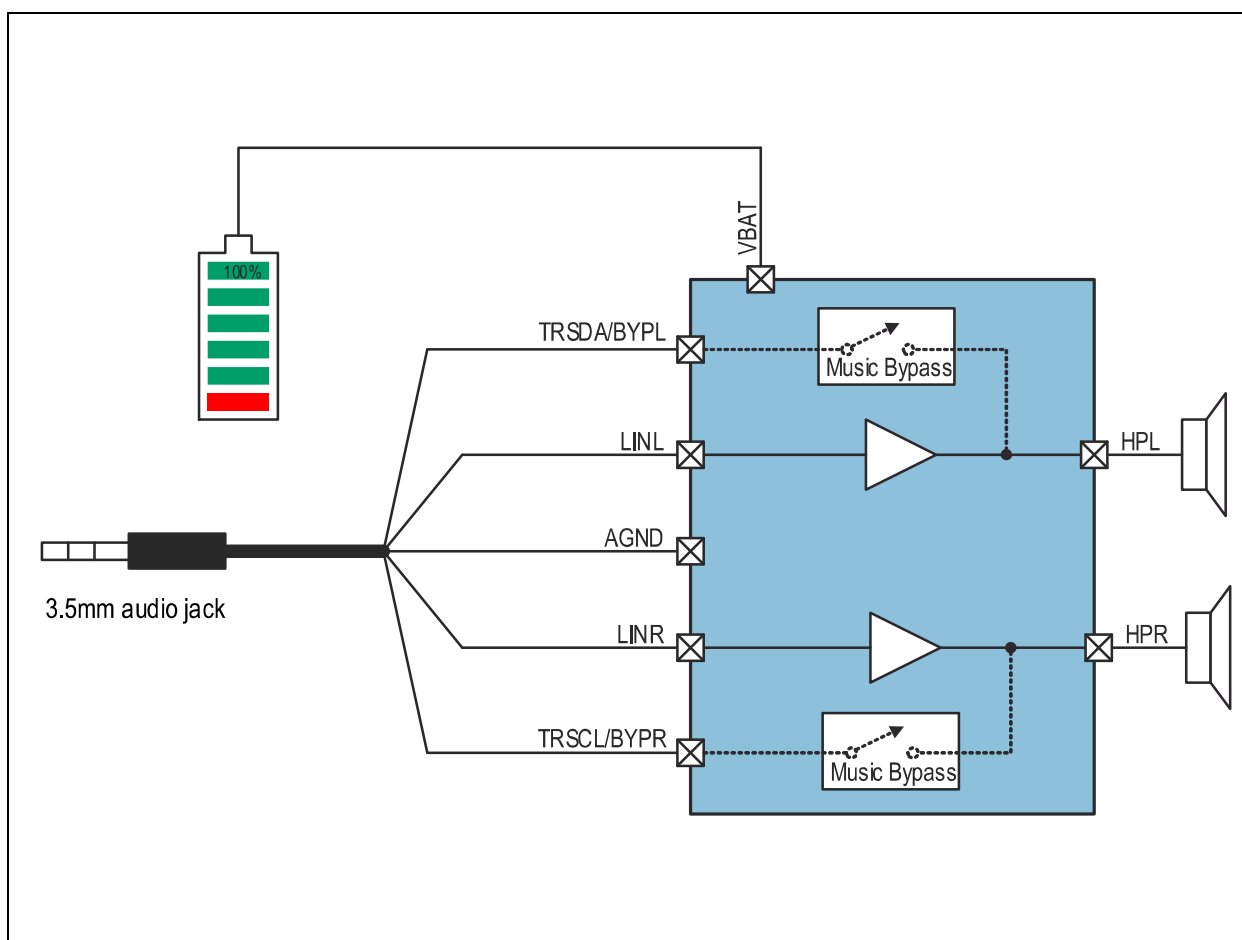 VBAT
100%
TRSDA/BYPL
Music Bypass
LINL
HPL
AGND
3.5mm audio jack
LINR
HPR
TRSCL/BYPR
Music Bypass